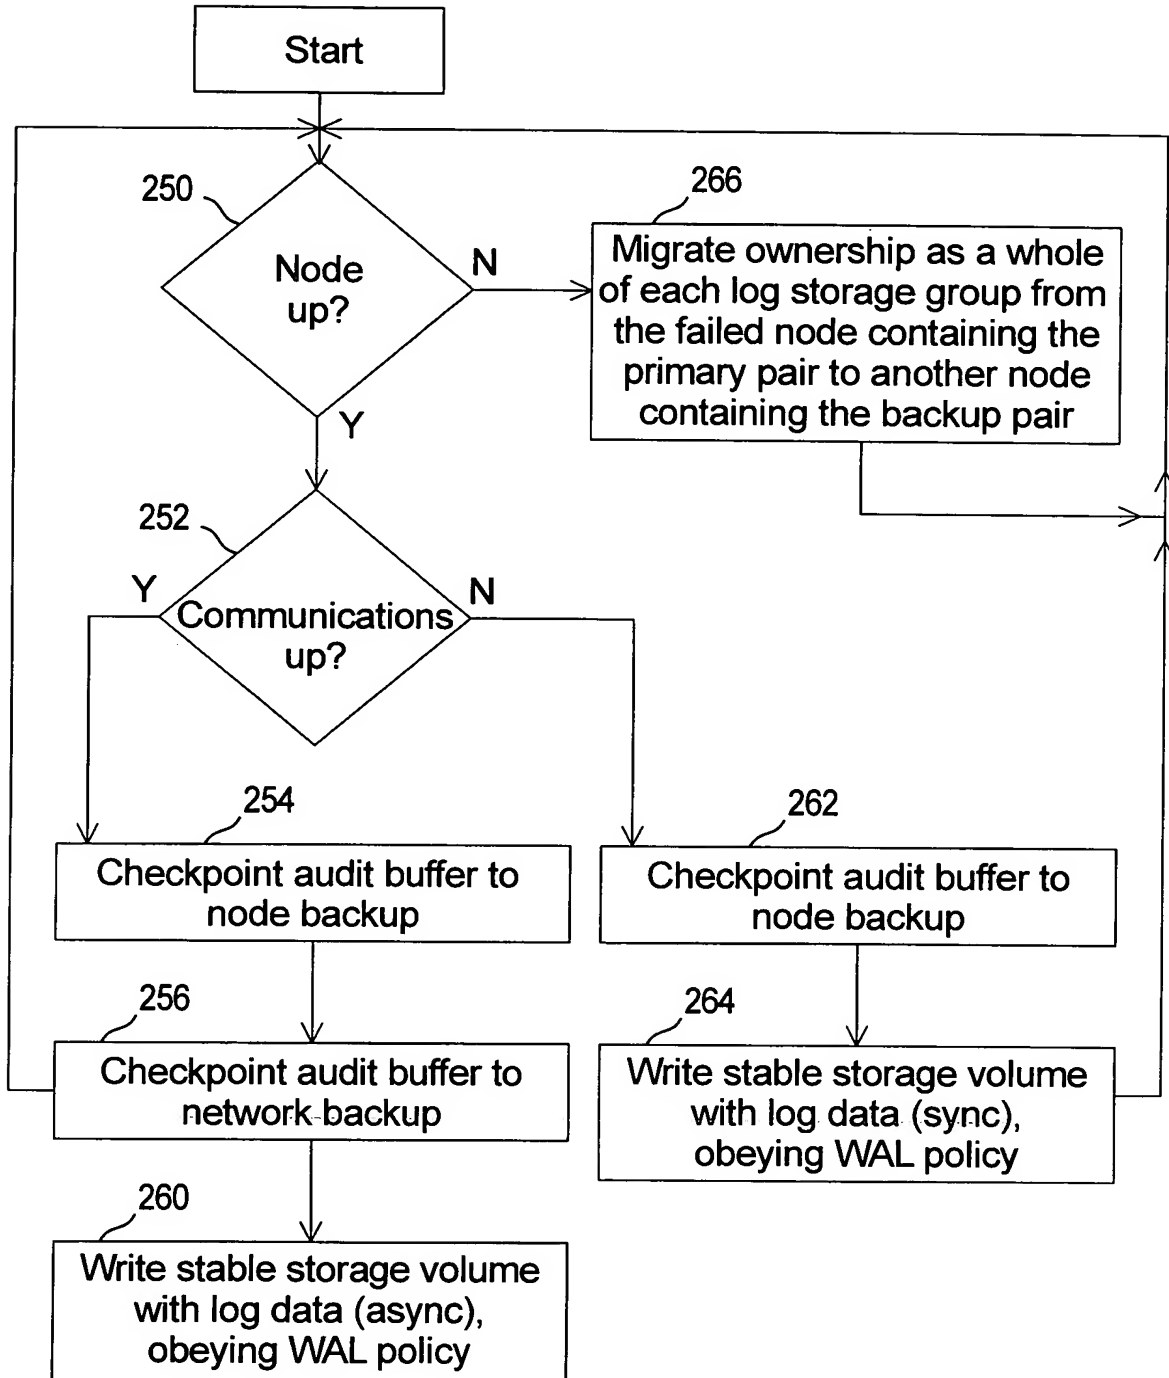 Start
250
266
Node
up?
N
Y
Migrate ownership as a whole
of each log storage group from
the failed node containing the
primary pair to another node
containing the backup pair
252
Y
N
Communications
up?
254
262
Checkpoint audit buffer to
node backup
Checkpoint audit buffer to
node backup
256
264
Checkpoint audit buffer to
network backup
Write stable storage volume
with log data (sync),
obeying WAL policy
260
Write stable storage volume
with log data (async),
obeying WAL policy